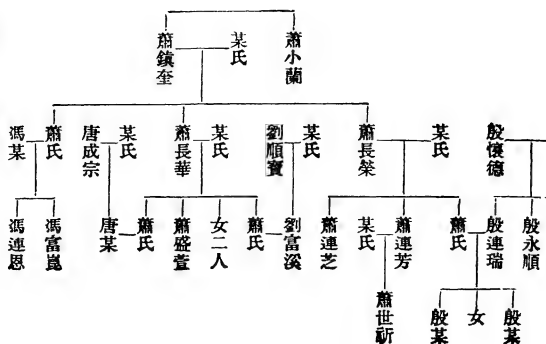 蕭鎮奎
某氏
蕭小蘭
馮某
蕭氏
唐成宗
某氏
蕭長華
某氏
劉順寶
某氏
蕭長榮
某氏
殷懷德
馮連恩
馮富崑
唐某
蕭氏
蕭盛萱
女二人
蕭氏
劉富溪
蕭連芝
某氏
蕭連芳
蕭氏
殷連瑞
殷永順
蕭世祈
殷某
女
殷某